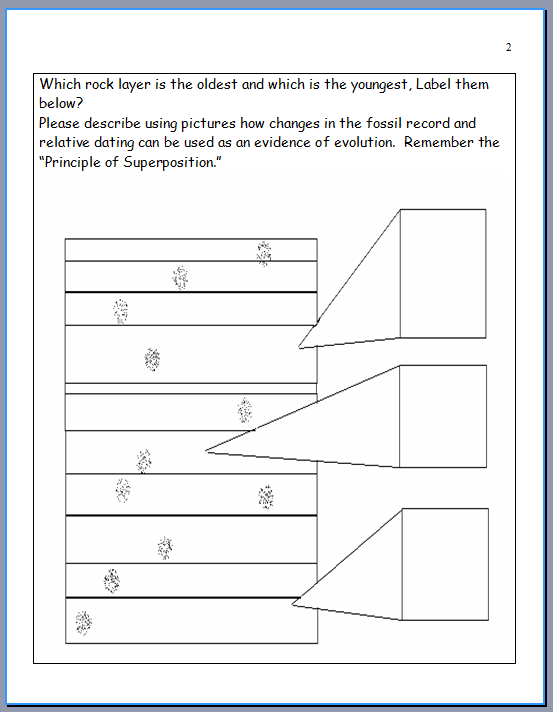 2
Which rock layer is the oldest and which is the youngest, Label them
below?
Please describe using pictures how changes in the fossil record and
relative dating can be used as an evidence of evolution. Remember the
“Principle of Superposition.”